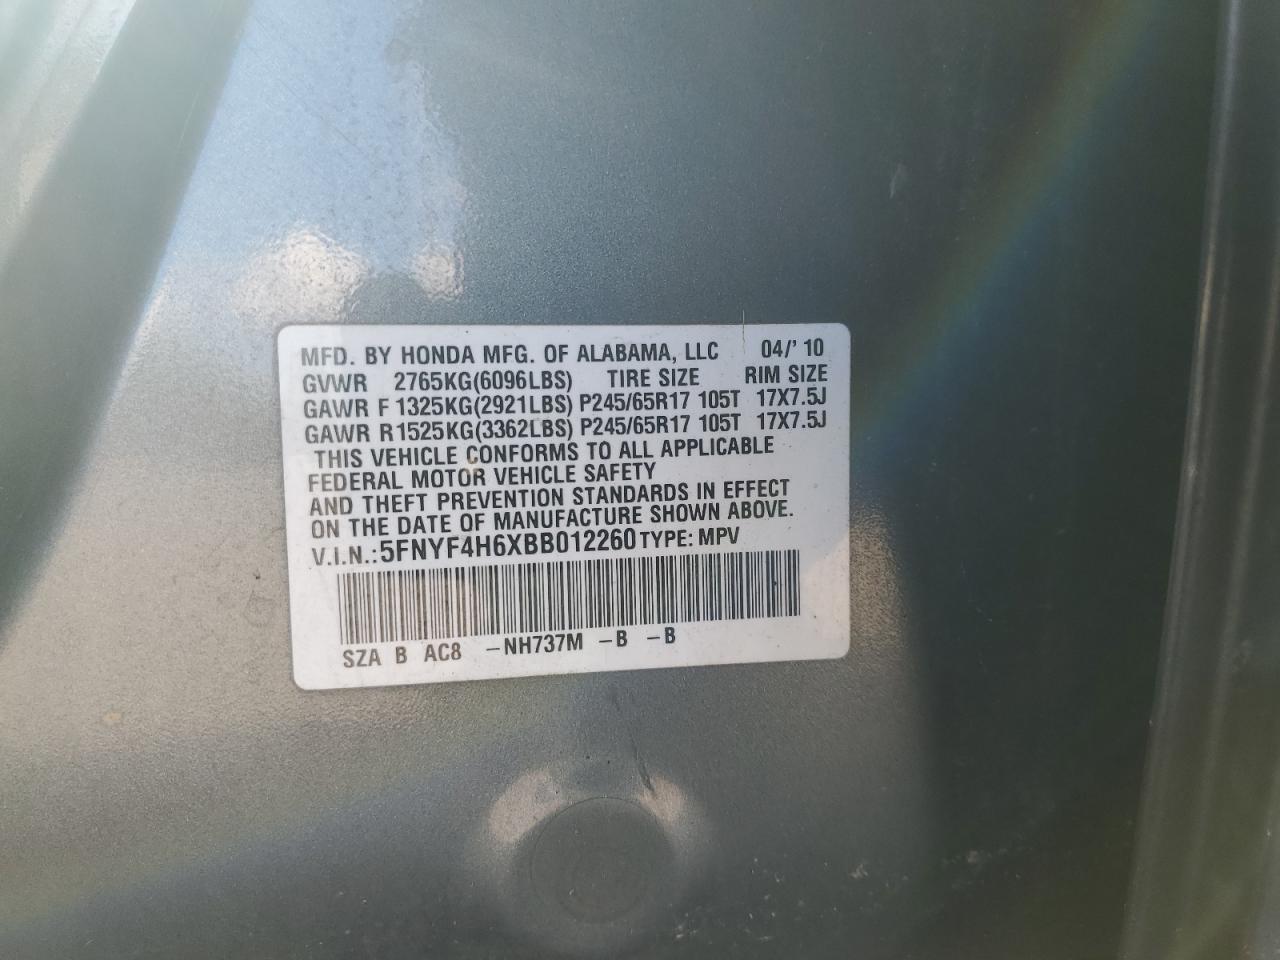 MFD. BY HONDA MFG. OF ALABAMA, LLC 04/' 10
GVWR 2765KG(6096LBS) TIRE SIZE RIM SIZE
GAWR F 1325KG(2921LBS) P245/65R17 105T 17X7.5J
GAWR R1525KG(3362LBS) P245/65R17 105T 17X7.5J
THIS VEHICLE CONFORMS TO ALL APPLICABLE
FEDERAL MOTOR VEHICLE SAFETY
AND THEFT PREVENTION STANDARDS IN EFFECT
ON THE DATE OF MANUFACTURE SHOWN ABOVE.
V.I.N.:5FNYF4H6XBB012260 TYPE: MPV
SZA B AC8 -NH737M -B -B